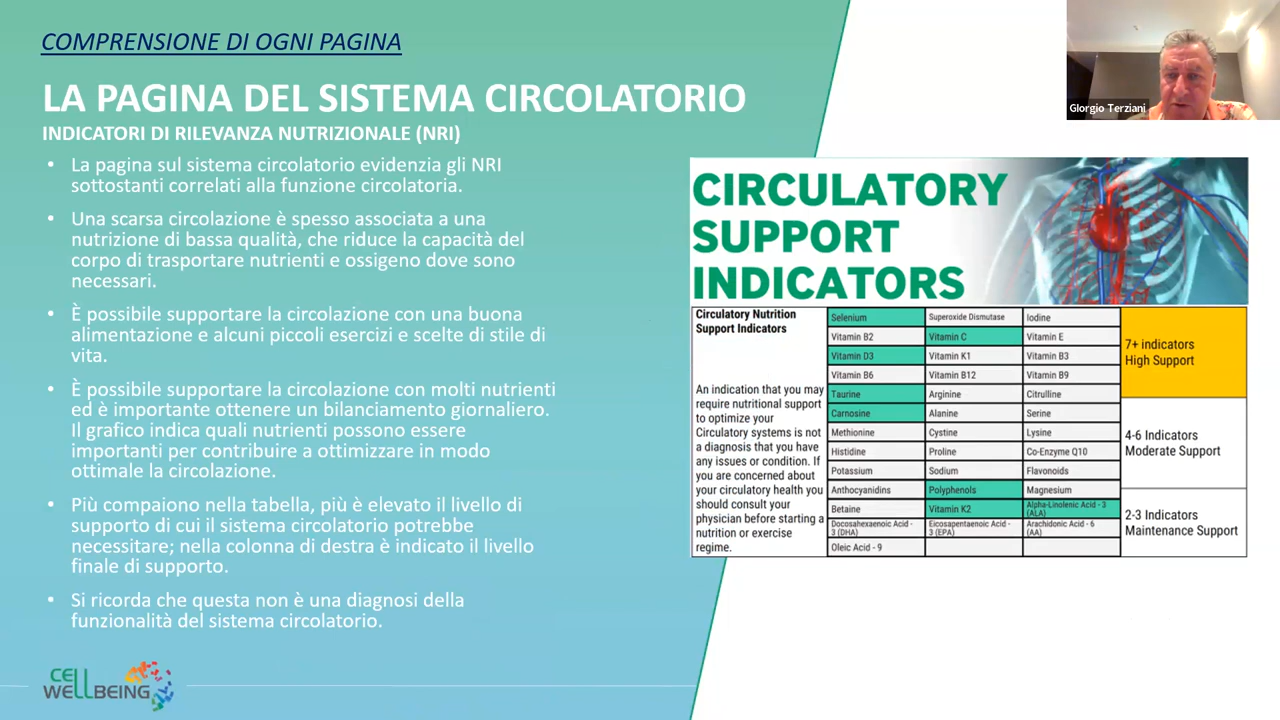 COMPRENSIONE DI OGNI PAGINA
LA PAGINA DEL SISTEMA CIRCOLATORIO
INDICATORI DI RILEVANZA NUTRIZIONALE (NRI)
• La pagina sul sistema circolatorio evidenzia gli NRI
sottostanti correlati alla funzione circolatoria.
• Una scarsa circolazione è spesso associata a una
nutrizione di bassa qualità, che riduce la capacità del
corpo di trasportare nutrienti e ossigeno dove sono
necessari.
• È possibile supportare la circolazione con una buona
alimentazione e alcuni piccoli esercizi e scelte di stile di
vita.
• È possibile supportare la circolazione con molti nutrienti
ed è importante ottenere un bilanciamento giornaliero.
Il grafico indica quali nutrienti possono essere
importanti per contribuire a ottimizzare in modo
ottimale la circolazione.
• Più compaiono nella tabella, più è elevato il livello di
supporto di cui il sistema circolatorio potrebbe
necessitare; nella colonna di destra è indicato il livello
finale di supporto.
• Si ricorda che questa non è una diagnosi della
funzionalità del sistema circolatorio.
CELL
WELLBEING
GIorgio Terziani
CIRCULATORY
SUPPORT
INDICATORS
Circulatory Nutrition
Support Indicators
An indication that you may
require nutritional support
to optimize your
Circulatory systems is not
a diagnosis that you have
any issues or condition. If
you are concerned about
your circulatory health you
should consult your
physician before starting a
nutrition or exercise
regime.
Selenium Superoxide Dismutase Iodine
Vitamin B2 Vitamin C Vitamin E
Vitamin D3 Vitamin K1 Vitamin B3
Vitamin B6 Vitamin B12 Vitamin B9
Taurine Arginine Citrulline
Carnosine Alanine Serine
Methionine Cystine Lysine
Histidine Proline Co-Enzyme Q10
Potassium Sodium Flavonoids
Anthocyanidins Polyphenols Magnesium
Betaine Vitamin K2 Alpha-Linolenic Acid - 3
(ALA)
Docosahexaenoic Acid - Eicosapentaenoic Acid - Arachidonic Acid - 6
3 (DHA) 3 (EPA) (AA)
Oleic Acid - 9
7+ indicators
High Support
4-6 Indicators
Moderate Support
2-3 Indicators
Maintenance Support